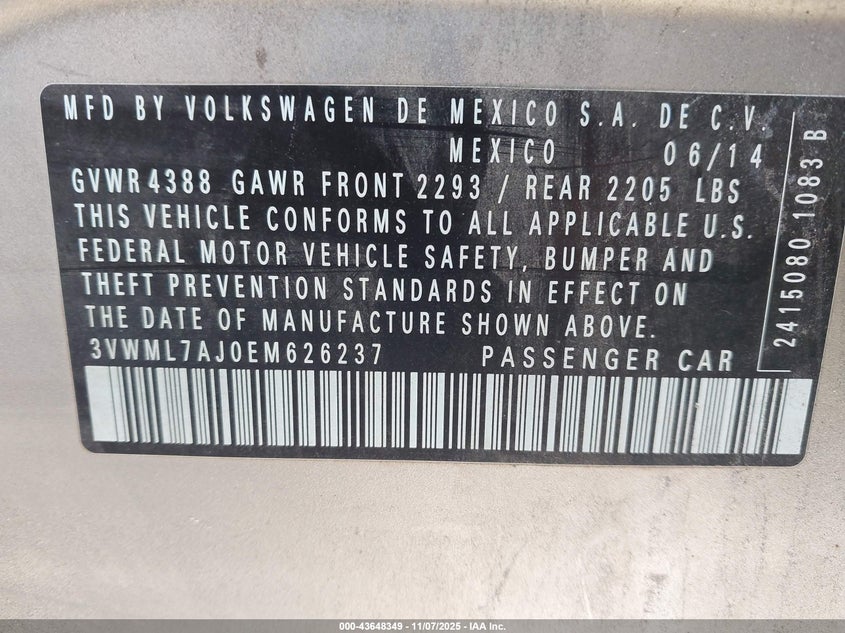 MFD BY VOLKSWAGEN DE MEXICO S.A. DE C.V.
MEXICO 06/14
GVWR 4388 GAWR FRONT 2293 / REAR 2205 LBS
THIS VEHICLE CONFORMS TO ALL APPLICABLE U.S.
FEDERAL MOTOR VEHICLE SAFETY, BUMPER AND
THEFT PREVENTION STANDARDS IN EFFECT ON
THE DATE OF MANUFACTURE SHOWN ABOVE.
3VWML7AJ0EM626237 PASSENGER CAR
2415080 1083 B
000-43648349 - 11/07/2025 - IAA Inc.